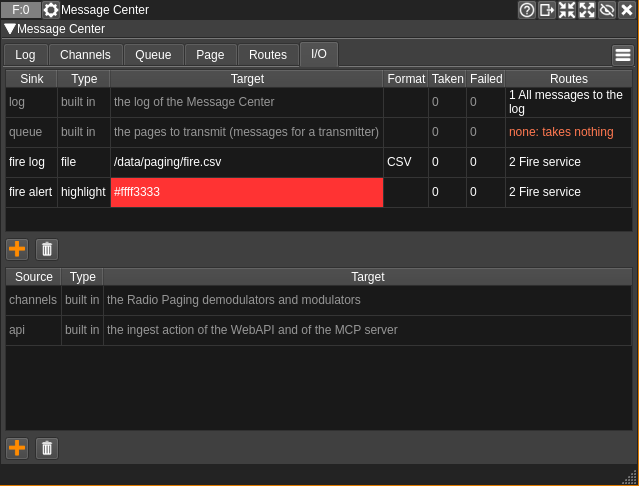 F:0 Message Center
Message Center
Log Channels Queue Page Routes I/O
Sink Type Target Format Taken Failed Routes
log built in the log of the Message Center 0 0 1 All messages to the log
queue built in the pages to transmit (messages for a transmitter) 0 0 none: takes nothing
fire log file /data/paging/fire.csv CSV 0 0 2 Fire service
fire alert highlight #ffff3333 0 0 2 Fire service
Source Type Target
channels built in the Radio Paging demodulators and modulators
api built in the ingest action of the WebAPI and of the MCP server